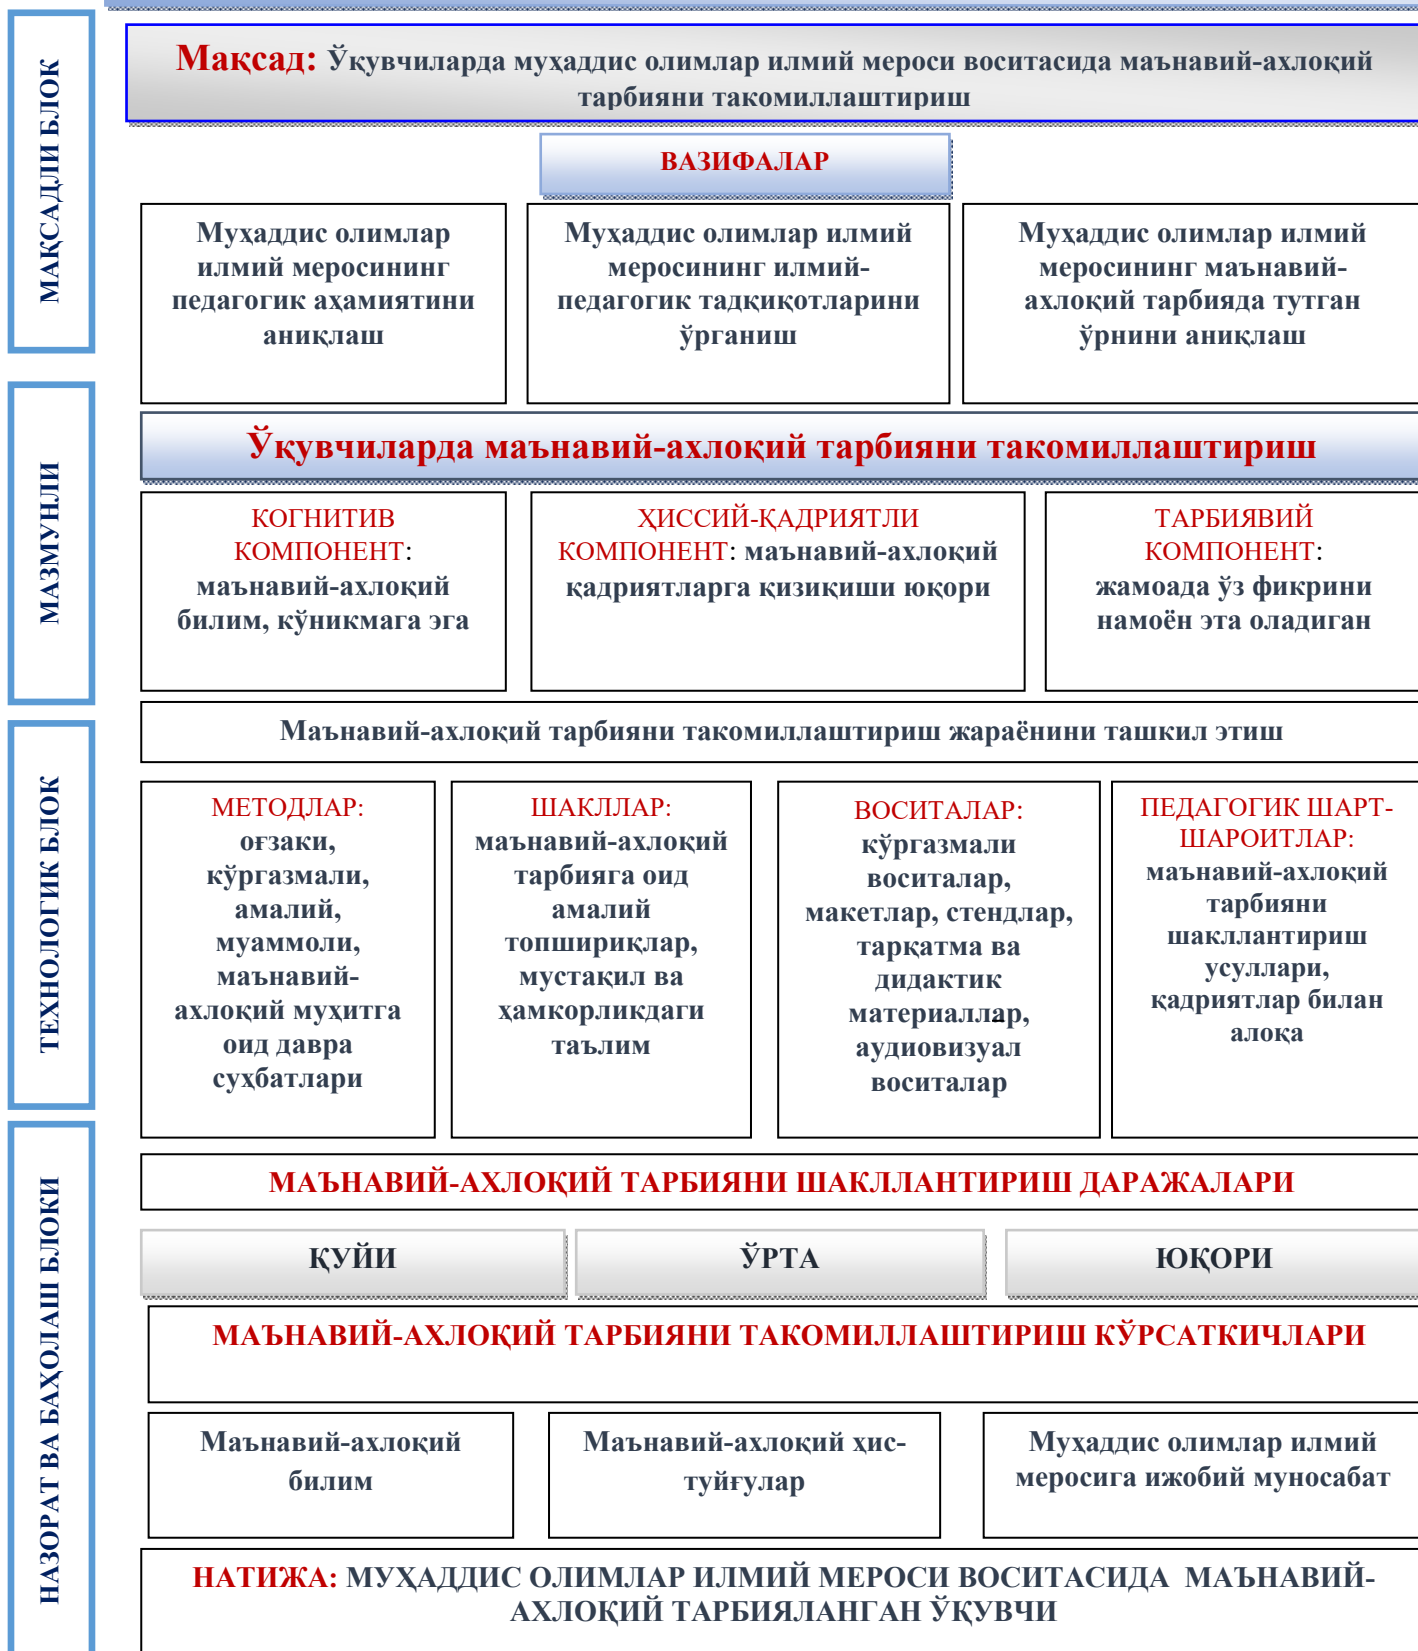 МАҚСАДЛИ БЛОК
Мақсад: Ўқувчиларда муҳаддис олимлар илмий мероси воситасида маънавий-ахлоқий
тарбияни такомиллаштириш
ВАЗИФАЛАР
Муҳаддис олимлар
илмий меросининг
педагогик аҳамиятини
аниқлаш
Муҳаддис олимлар илмий
меросининг илмий-
педагогик тадқиқотларини
ўрганиш
Муҳаддис олимлар илмий
меросининг маънавий-
ахлоқий тарбияда тутган
ўрнини аниқлаш
МАЗМУНЛИ
Ўқувчиларда маънавий-ахлоқий тарбияни такомиллаштириш
КОГНИТИВ
КОМПОНЕНТ:
маънавий-ахлоқий
билим, кўникмага эга
ҲИССИЙ-ҚАДРИЯТЛИ
КОМПОНЕНТ: маънавий-ахлоқий
қадриятларга қизиқиши юқори
ТАРБИЯВИЙ
КОМПОНЕНТ:
жамоада ўз фикрини
намоён эта оладиган
ТЕХНОЛОГИК БЛОК
Маънавий-ахлоқий тарбияни такомиллаштириш жараёнини ташкил этиш
МЕТОДЛАР:
оғзаки,
кўргазмали,
амалий,
муаммоли,
маънавий-
ахлоқий муҳитга
оид давра
суҳбатлари
ШАКЛЛАР:
маънавий-ахлоқий
тарбияга оид
амалий
топшириқлар,
мустақил ва
ҳамкорликдаги
таълим
ВОСИТАЛАР:
кўргазмали
воситалар,
макетлар, стендлар,
тарқатма ва
дидактик
материаллар,
аудиовизуал
воситалар
ПЕДАГОГИК ШАРТ-
ШАРОИТЛАР:
маънавий-ахлоқий
тарбияни
шакллантириш
усуллари,
қадриятлар билан
алоқа
НАЗОРАТ ВА БАҲОЛАШ БЛОКИ
МАЪНАВИЙ-АХЛОҚИЙ ТАРБИЯНИ ШАКЛЛАНТИРИШ ДАРАЖАЛАРИ
ҚУЙИ
ЎРТА
ЮҚОРИ
МАЪНАВИЙ-АХЛОҚИЙ ТАРБИЯНИ ТАКОМИЛЛАШТИРИШ КЎРСАТКИЧЛАРИ
Маънавий-ахлоқий
билим
Маънавий-ахлоқий ҳис-
туйғулар
Муҳаддис олимлар илмий
меросига ижобий муносабат
НАТИЖА: МУҲАДДИС ОЛИМЛАР ИЛМИЙ МЕРОСИ ВОСИТАСИДА МАЪНАВИЙ-
АХЛОҚИЙ ТАРБИЯЛАНГАН ЎҚУВЧИ